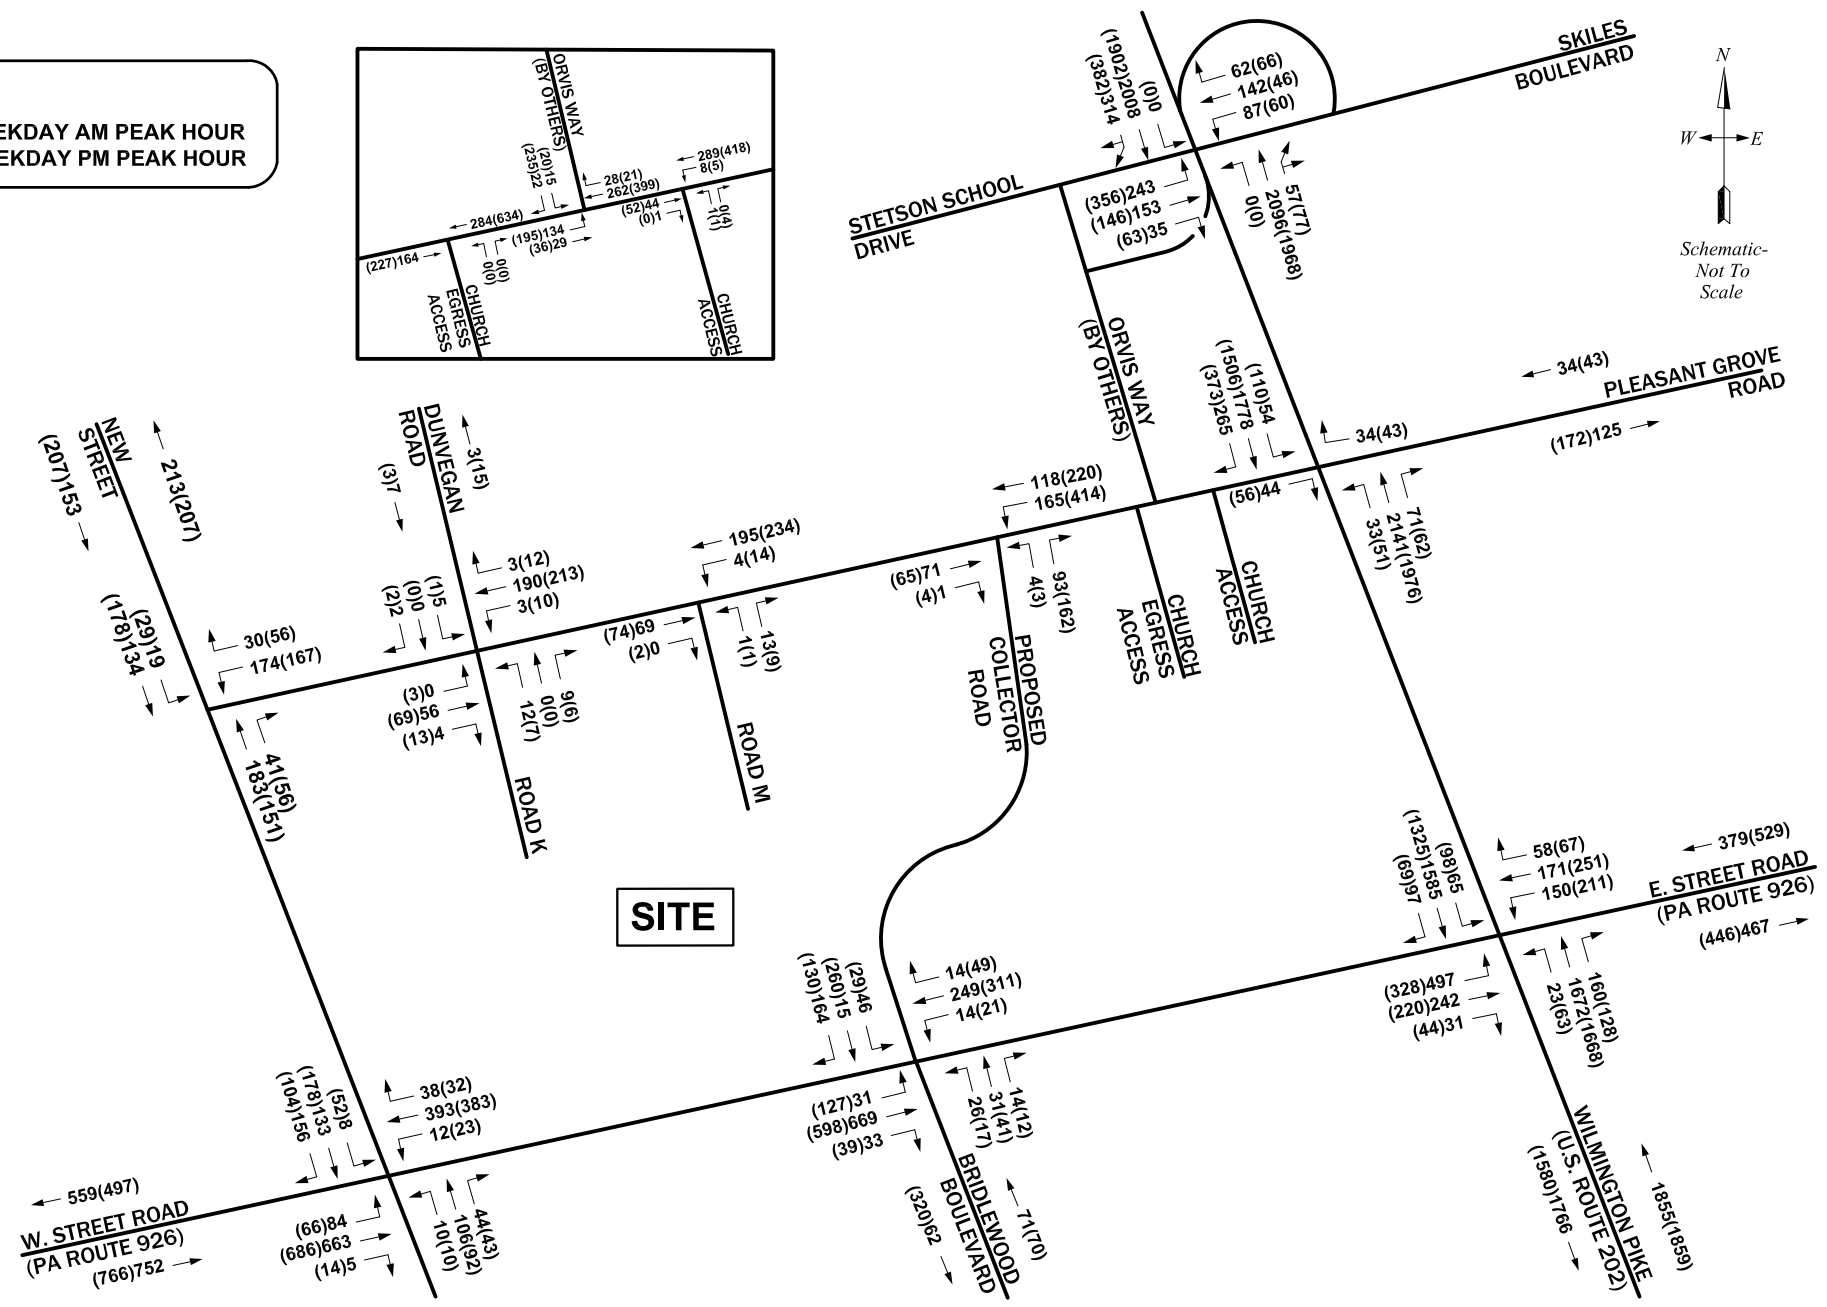 EKDAY AM PEAK HOUR
EKDAY PM PEAK HOUR
ORVIS WAY
(BY OTHERS)
(235)22
(20)15
28(21)
262(399)
289(418)
8(5)
284(634)
(227)164
0(0)
0(0)
(195)134
(36)29
(52)44
(0)1
1(1)
0(4)
CHURCH
EGRESS
ACCESS
CHURCH
ACCESS
(1902)2008
(382)314
(0)0
62(66)
142(46)
87(60)
SKILES
BOULEVARD
N
W
E
Schematic-
Not To
Scale
STETSON SCHOOL
DRIVE
(356)243
(146)153
(63)35
57(77)
2096(1968)
0(0)
ORVIS WAY
(BY OTHERS)
(110)54
(1506)1778
(373)265
34(43)
PLEASANT GROVE
ROAD
34(43)
(172)125
(56)44
71(62)
2141(1976)
33(51)
NEW
STREET
(207)153
213(207)
DUNVEGAN
ROAD
(3)7
3(15)
118(220)
165(414)
195(234)
4(14)
(65)71
(4)1
93(162)
4(3)
CHURCH
EGRESS
ACCESS
CHURCH
ACCESS
(29)19
(178)134
30(56)
174(167)
(1)5
(0)0
(2)2
3(12)
190(213)
3(10)
(74)69
(2)0
13(9)
1(1)
(3)0
(69)56
(13)4
9(6)
0(0)
12(7)
41(56)
183(151)
ROAD K
ROAD M
PROPOSED
COLLECTOR
ROAD
SITE
(98)65
(1325)1585
(69)97
58(67)
171(251)
150(211)
379(529)
E. STREET ROAD
(PA ROUTE 926)
(446)467
(328)497
(220)242
(44)31
160(128)
1672(1668)
23(63)
(29)46
(260)15
(130)164
14(49)
249(311)
14(21)
(127)31
(598)669
(39)33
14(12)
31(41)
26(17)
(52)8
(178)133
(104)156
38(32)
393(383)
12(23)
559(497)
W. STREET ROAD
(PA ROUTE 926)
(766)752
(66)84
(686)663
(14)5
44(43)
106(92)
10(10)
BRIDLEWOOD
BOULEVARD
(320)62
71(70)
WILMINGTON PIKE
(U.S. ROUTE 202)
(1580)1766
1855(1859)